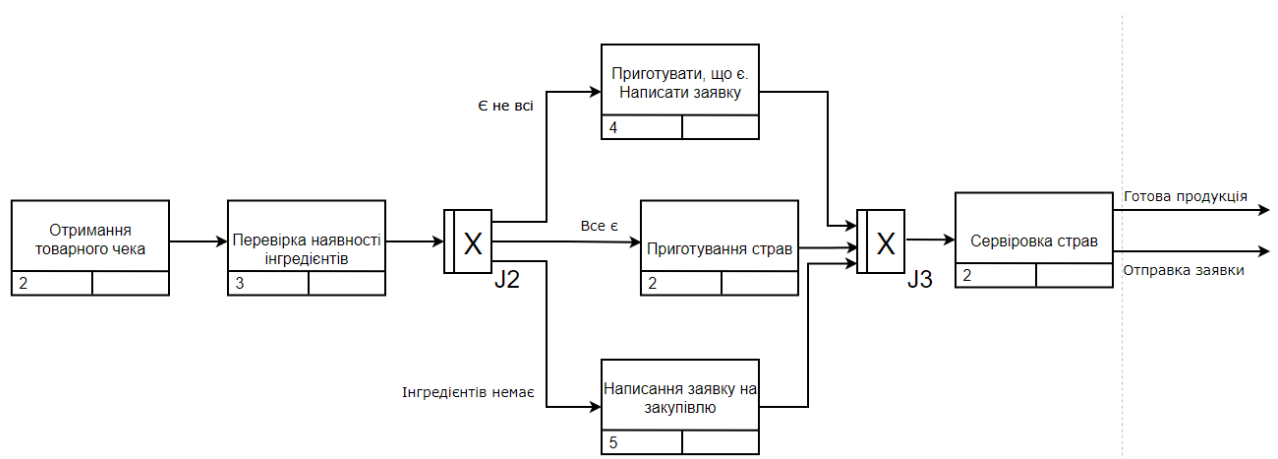 Отримання
товарного чека
2
Перевірка наявності
інгредієнтів
3
X
J2
Є не всі
Приготувати, що є.
Написати заявку
4
Все є
Приготування страв
2
Інгредієнтів немає
Написання заявку на
закупівлю
5
X
J3
Сервіровка страв
2
Готова продукція
Отправка заявки